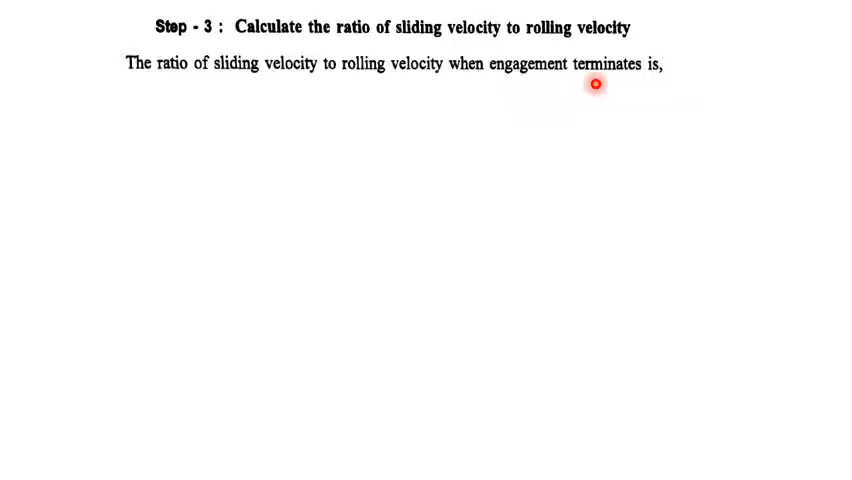 Step - 3 : Calculate the ratio of sliding velocity to rolling velocity
The ratio of sliding velocity to rolling velocity when engagement terminates is,